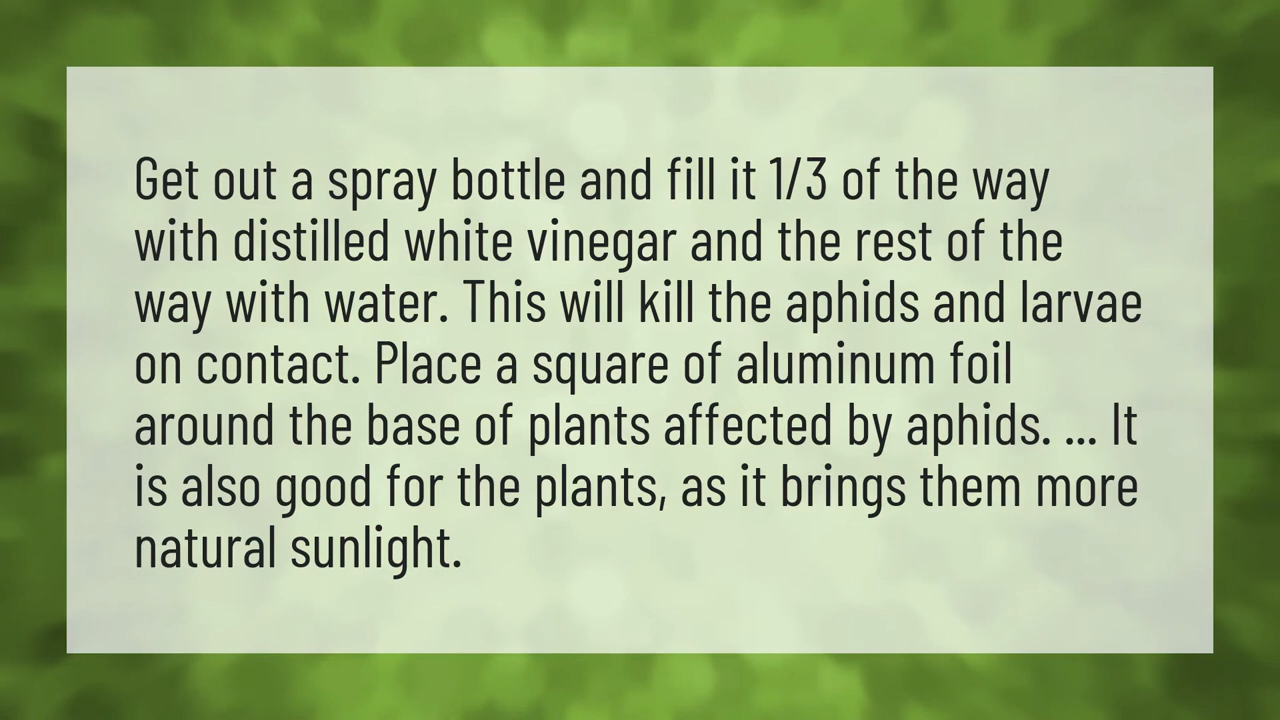 Get out a spray bottle and fill it 1/3 of the way
with distilled white vinegar and the rest of the
way with water. This will kill the aphids and larvae
on contact. Place a square of aluminum foil
around the base of plants affected by aphids. ... It
is also good for the plants, as it brings them more
natural sunlight.